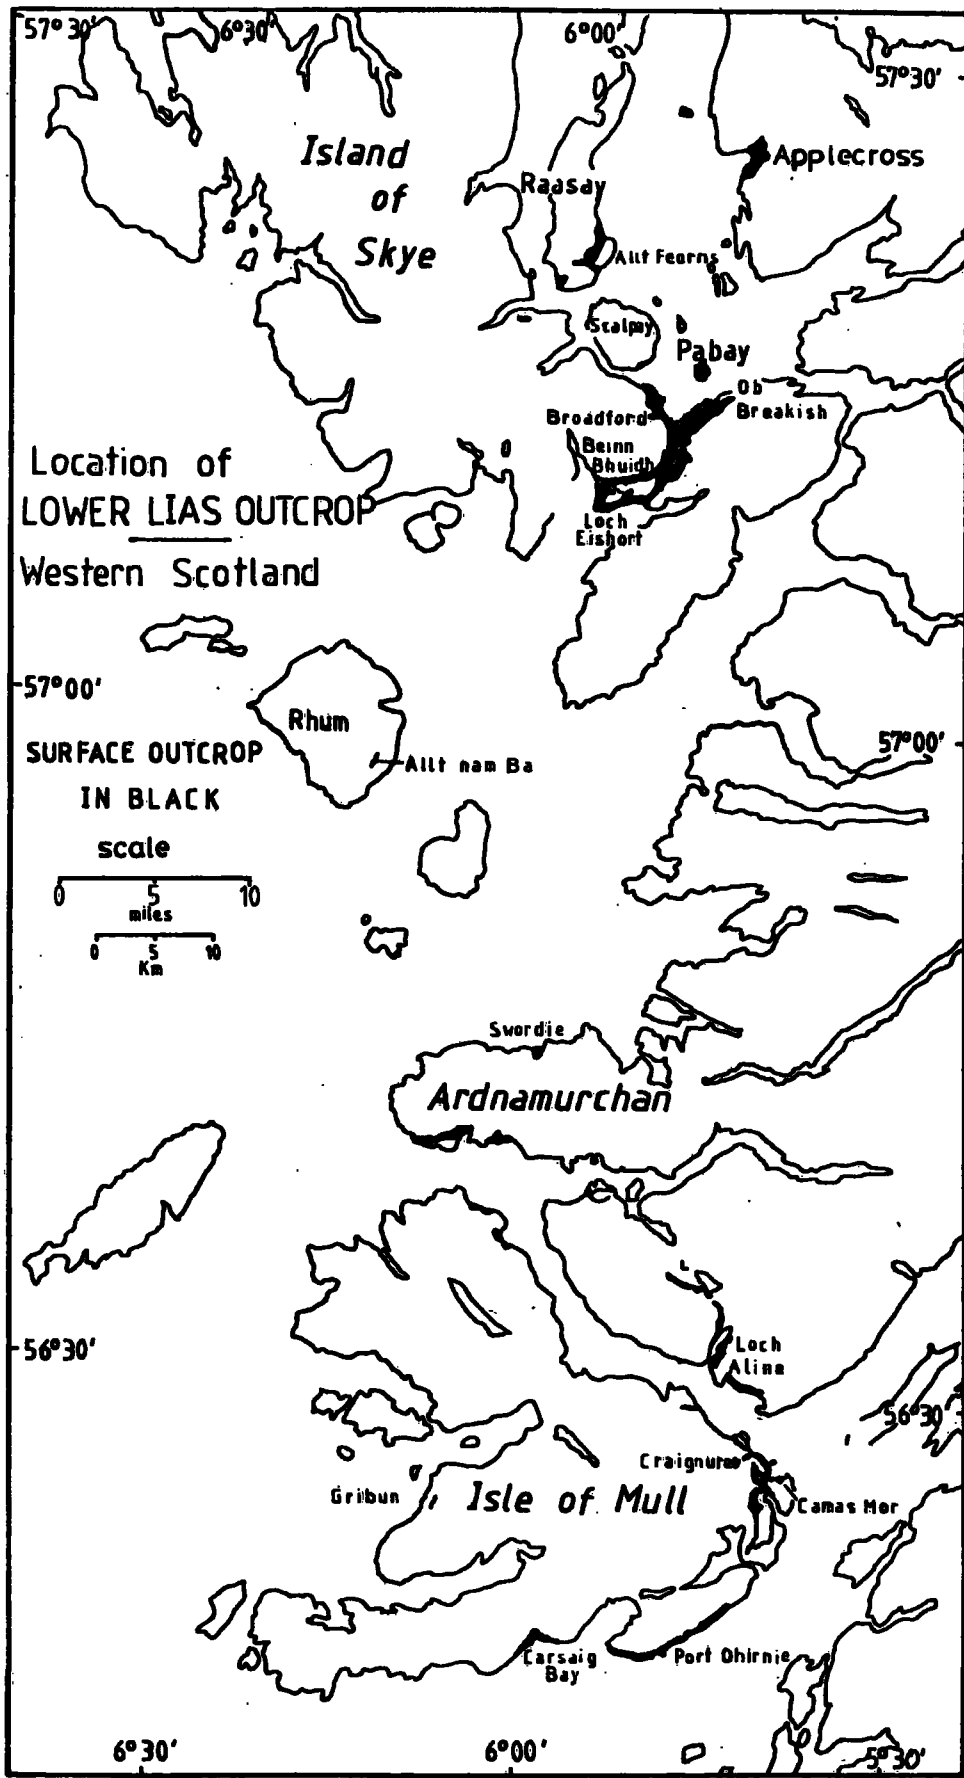 57° 30'
6° 30'
6° 00'
57° 30'
Island
of
Skye
Applecross
Raasay
Allt Fearns
Scalpay
Pabay
Ob
Breakish
Broadford
Beinn
Bhuidh
Loch
Eishort
Location of
LOWER LIAS OUTCROP
Western Scotland
57° 00'
Rhum
SURFACE OUTCROP
IN BLACK
Allt nam Ba
57° 00'
scale
0 5 10
miles
0 5 10
Km
Swordle
Ardnamurchan
56° 30'
Loch
Aline
56° 30'
Craignure
Gribun
Isle of Mull
Camas Mor
Carsaig
Bay
Port Dhirnie
6° 30'
6° 00'
5° 30'